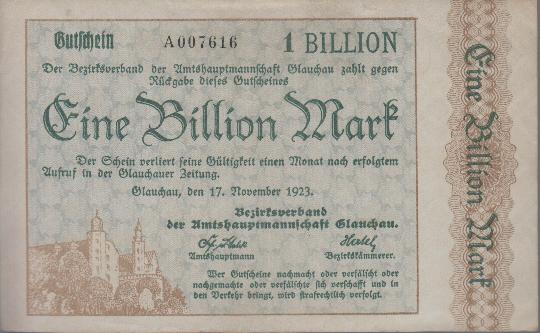 Gutschein A007616 1 BILLION
Der Bezirksverband der Amtshauptmannschaft Glauchau zahlt gegen
Rückgabe dieses Gutscheines
Eine Billion Mark
Der Schein verliert seine Gültigkeit einen Monat nach erfolgtem
Aufruf in der Glauchauer Zeitung.
Glauchau, den 17. November 1923.
Bezirksverband
der Amtshauptmannschaft Glauchau.
Amtshauptmann Bezirkskämmerer.
Wer Gutscheine nachmacht oder verfälscht oder
nachgemachte oder verfälschte sich verschafft und in
den Verkehr bringt, wird strafrechtlich verfolgt.
Eine Billion Mark